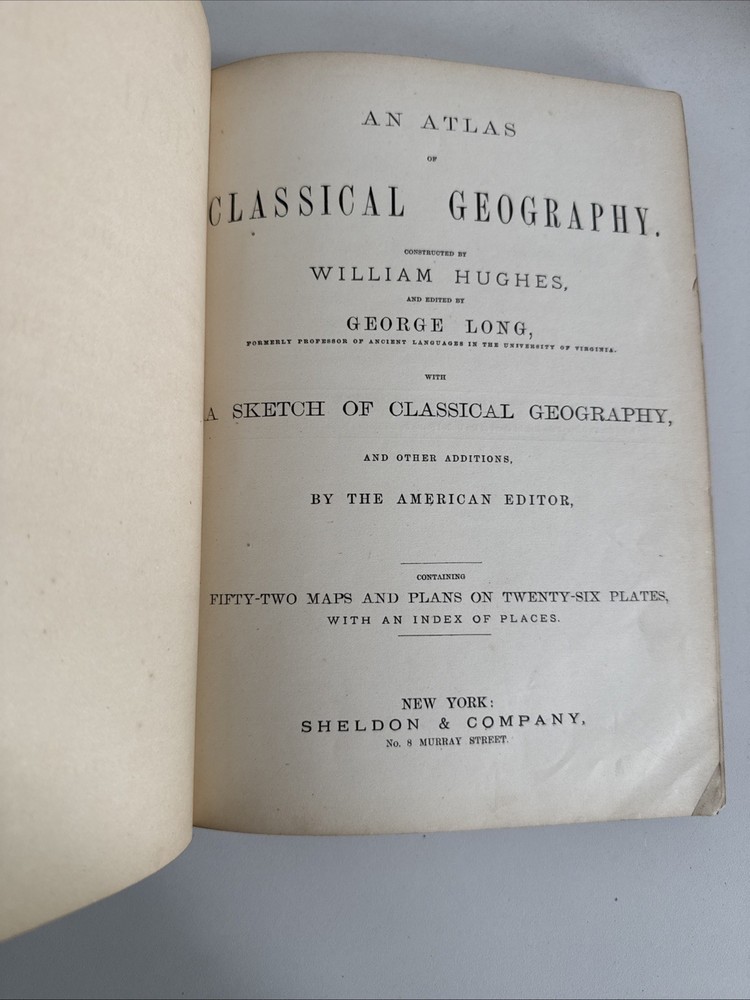 AN ATLAS
OF
CLASSICAL GEOGRAPHY.
CONSTRUCTED BY
WILLIAM HUGHES,
AND EDITED BY
GEORGE LONG,
FORMERLY PROFESSOR OF ANCIENT LANGUAGES IN THE UNIVERSITY OF VIRGINIA.
WITH
A SKETCH OF CLASSICAL GEOGRAPHY,
AND OTHER ADDITIONS,
BY THE AMERICAN EDITOR,
CONTAINING
FIFTY-TWO MAPS AND PLANS ON TWENTY-SIX PLATES,
WITH AN INDEX OF PLACES.
NEW YORK:
SHELDON & COMPANY,
No. 8 MURRAY STREET.